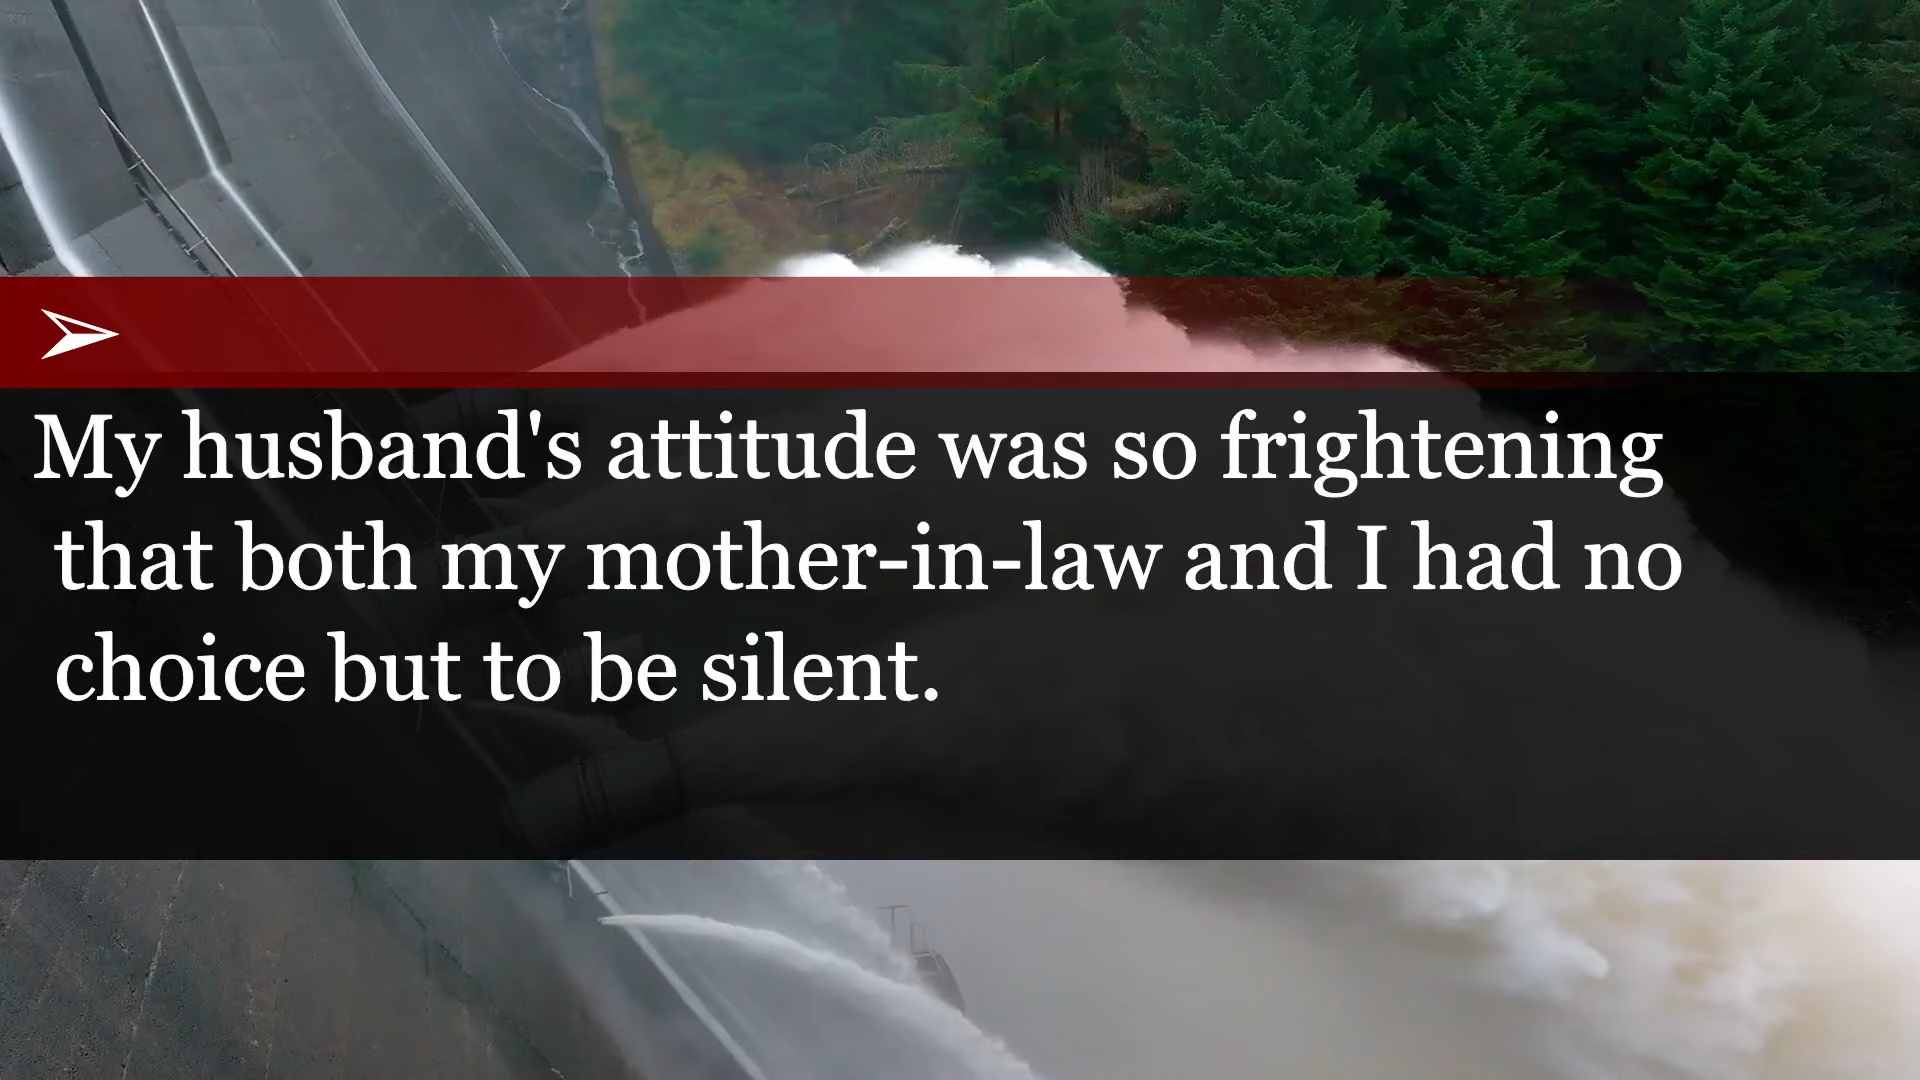 My husband's attitude was so frightening
that both my mother-in-law and I had no
choice but to be silent.